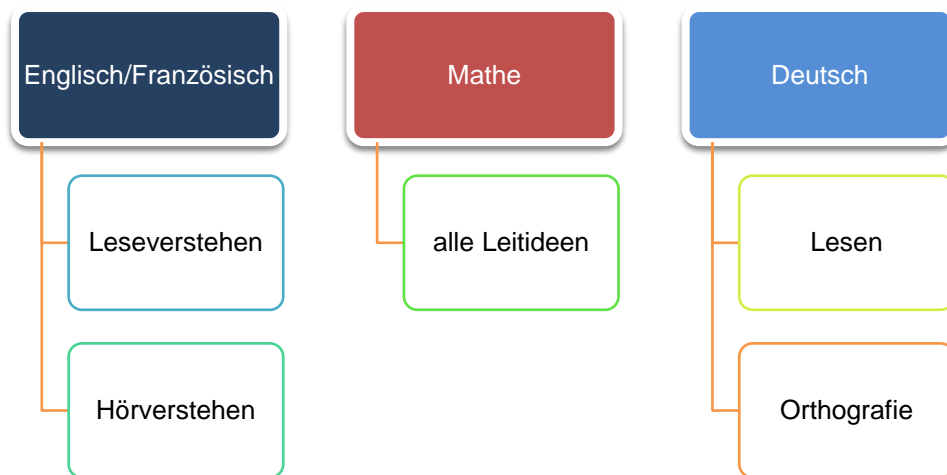 Englisch/Französisch
Leseverstehen
Hörverstehen
Mathe
alle Leitideen
Deutsch
Lesen
Orthografie